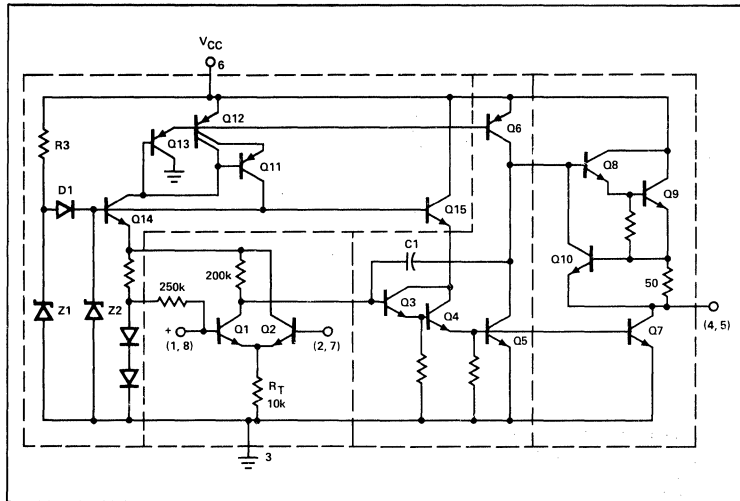 VCC
6
Q12
Q6
R3
Q13
Q8
Q11
Q9
D1
Q14
Q15
C1
Q10
200k
50
250k
Q3
Z1
Z2
Q1
Q2
Q4
Q7
+
(1, 8)
(2, 7)
Q5
(4, 5)
RT
10k
3